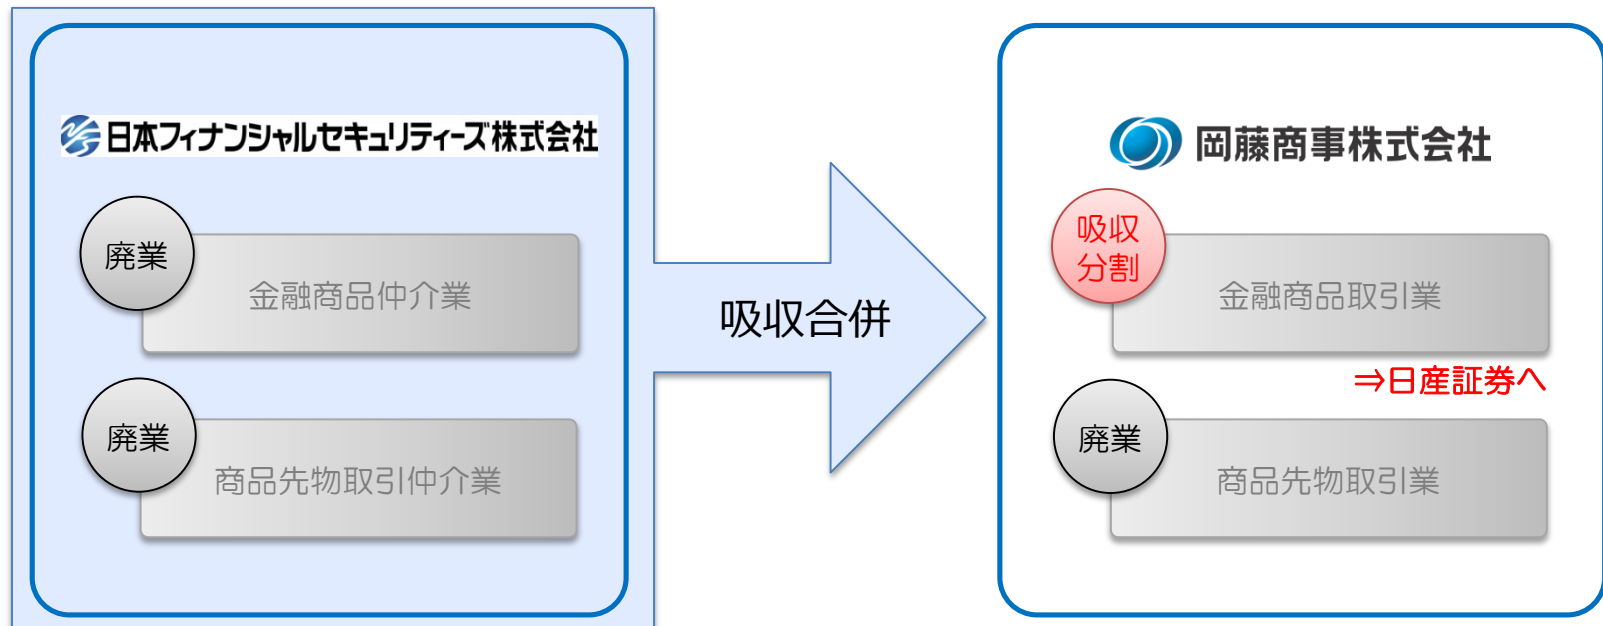 日本フィナンシャルセキュリティーズ株式会社
廃業
金融商品仲介業
廃業
商品先物取引仲介業
吸収合併
岡藤商事株式会社
吸収
分割
金融商品取引業
⇒日産証券へ
廃業
商品先物取引業